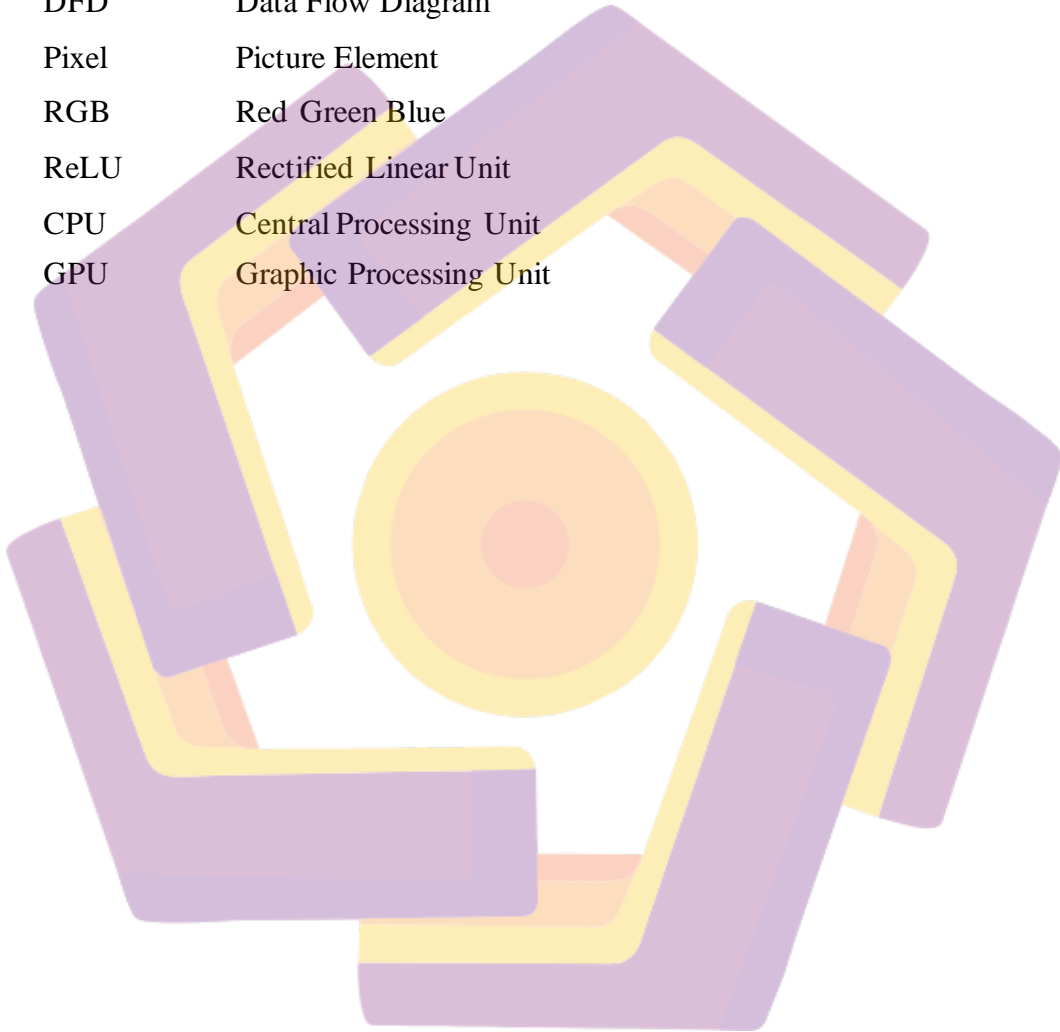 DFD Data Flow Diagram
Pixel Picture Element
RGB Red Green Blue
ReLU Rectified Linear Unit
CPU Central Processing Unit
GPU Graphic Processing Unit